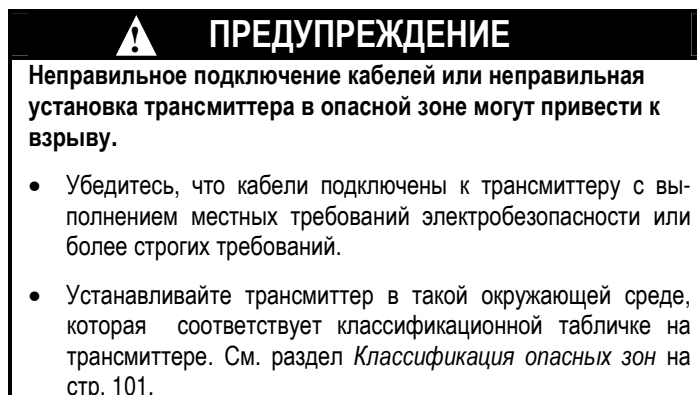 ПРЕДУПРЕЖДЕНИЕ
Неправильное подключение кабелей или неправильная
установка трансмиттера в опасной зоне могут привести к
взрыву.
• Убедитесь, что кабели подключены к трансмиттеру с вы-
полнением местных требований электробезопасности или
более строгих требований.
• Устанавливайте трансмиттер в такой окружающей среде,
которая соответствует классификационной табличке на
трансмиттере. См. раздел Классификация опасных зон на
стр. 101.